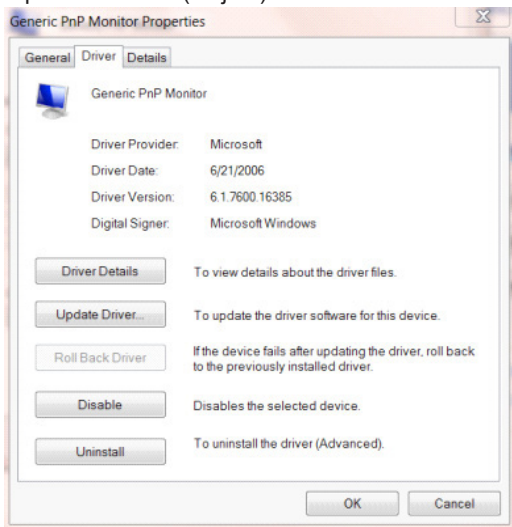 Generic PnP Monitor Properties
General Driver Details
Generic PnP Monitor
Driver Provider: Microsoft
Driver Date: 6/21/2006
Driver Version: 6.1.7600.16385
Digital Signer: Microsoft Windows
Driver Details To view details about the driver files.
Update Driver... To update the driver software for this device.
Roll Back Driver If the device fails after updating the driver, roll back
to the previously installed driver.
Disable Disables the selected device.
Uninstall To uninstall the driver (Advanced).
OK Cancel